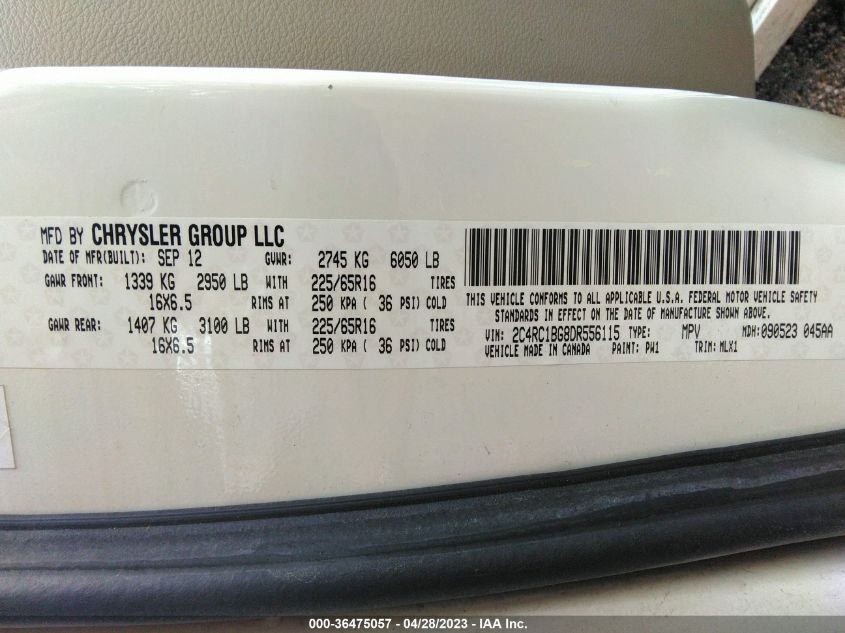 MFD BY CHRYSLER GROUP LLC
DATE OF MFR(BUILT): SEP 12 GVWR: 2745 KG 6050 LB
GAWR FRONT: 1339 KG 2950 LB WITH 225/65R16 TIRES
16X6.5 RIMS AT 250 KPA ( 36 PSI) COLD
GAWR REAR: 1407 KG 3100 LB WITH 225/65R16 TIRES
16X6.5 RIMS AT 250 KPA ( 36 PSI) COLD
THIS VEHICLE CONFORMS TO ALL APPLICABLE U.S.A. FEDERAL MOTOR VEHICLE SAFETY
STANDARDS IN EFFECT ON THE DATE OF MANUFACTURE SHOWN ABOVE.
VIN: 2C4RC1BG8DR556115 TYPE: MPV MDH:090523 045AA
VEHICLE MADE IN CANADA PAINT: PW1 TRIM: MLX1
000-36475057 - 04/28/2023 - IAA Inc.